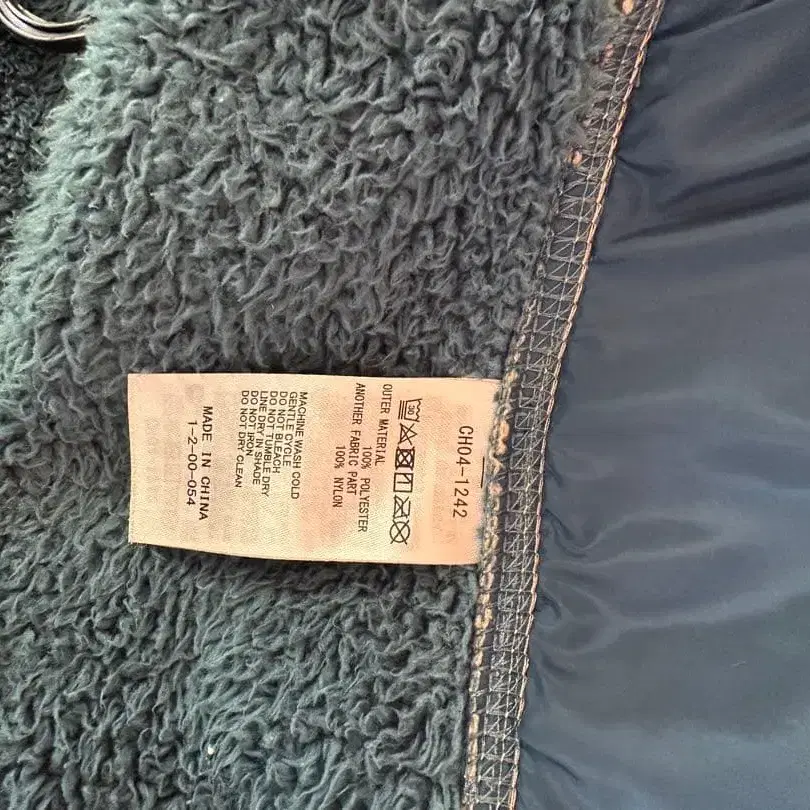 CH04-1242
30
OUTER MATERIAL
100% POLYESTER
ANOTHER FABRIC PART
100% NYLON
MACHINE WASH COLD
GENTLE CYCLE
DO NOT BLEACH
DO NOT TUMBLE DRY
LINE DRY IN SHADE
DO NOT IRON
DO NOT DRY CLEAN
MADE IN CHINA
1-2-00-054